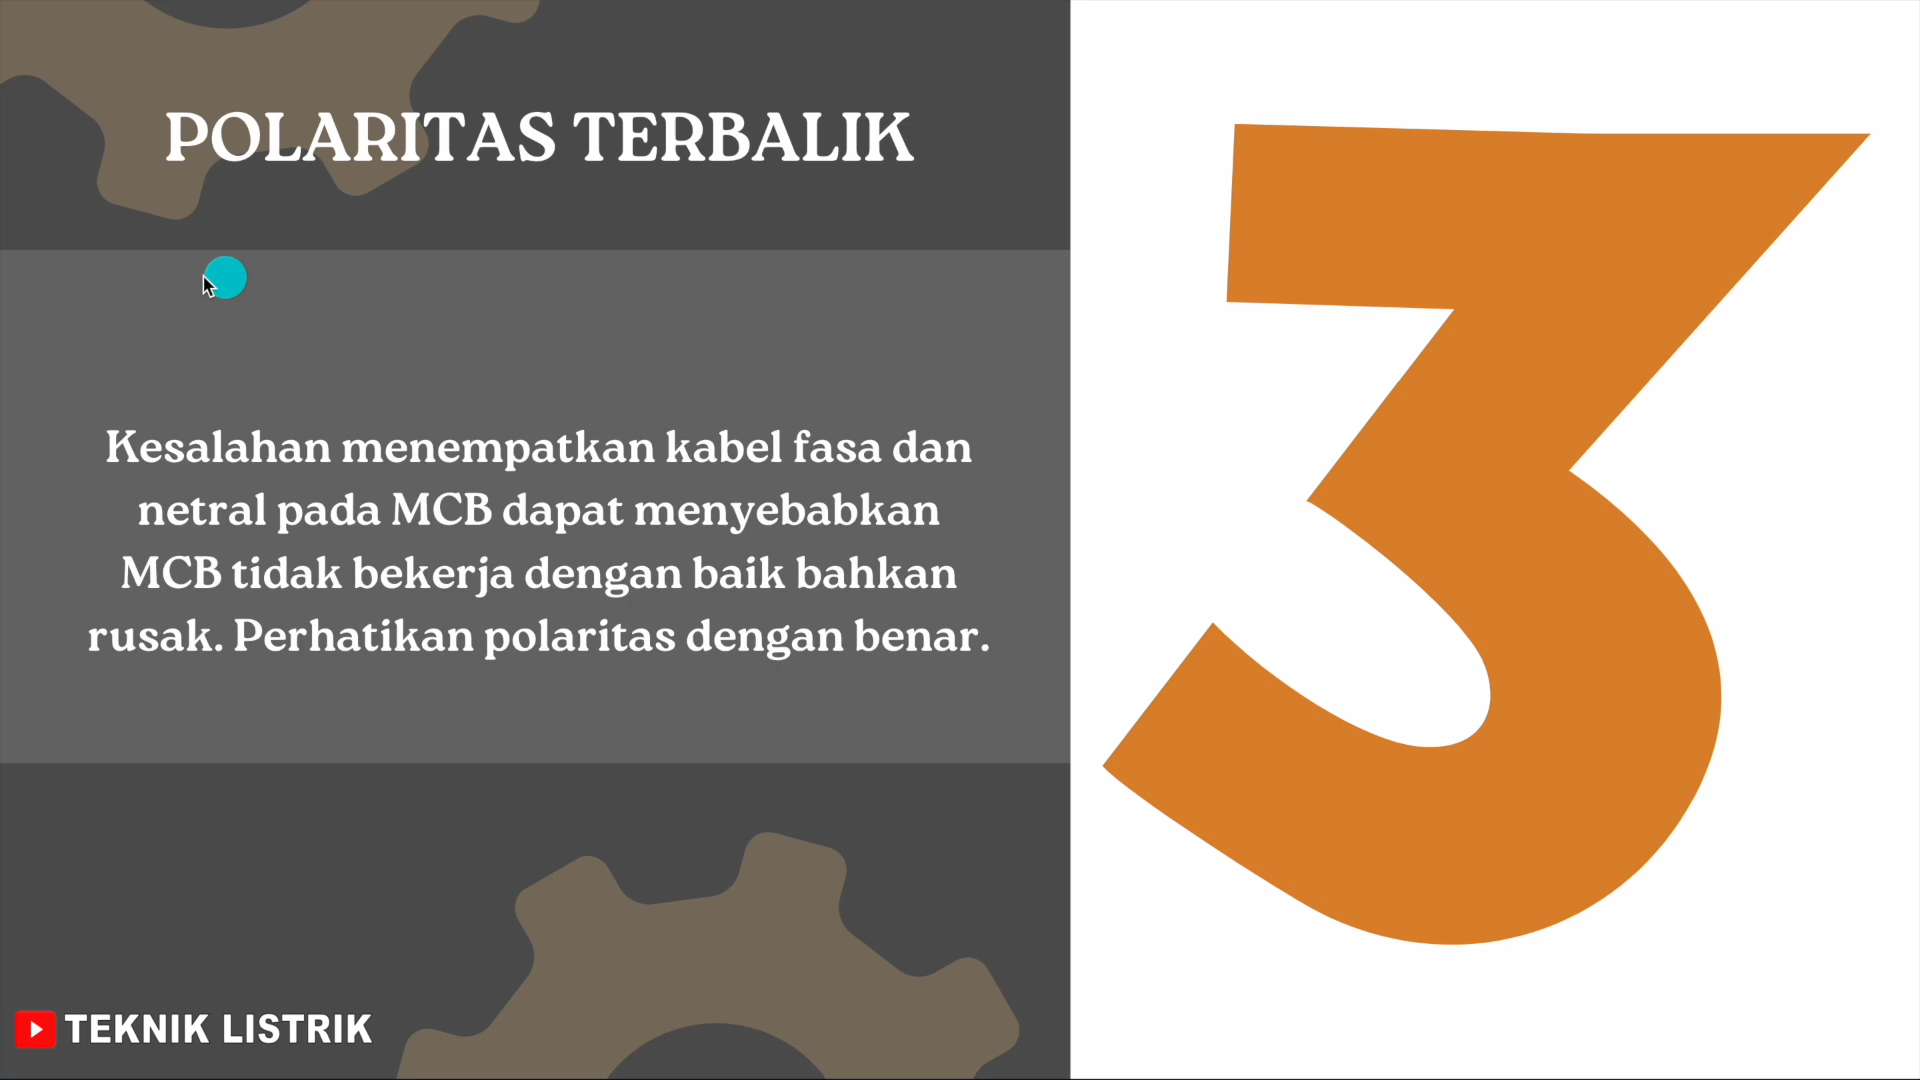 POLARITAS TERBALIK
Kesalahan menempatkan kabel fasa dan
netral pada MCB dapat menyebabkan
MCB tidak bekerja dengan baik bahkan
rusak. Perhatikan polaritas dengan benar.
3
TEKNIK LISTRIK